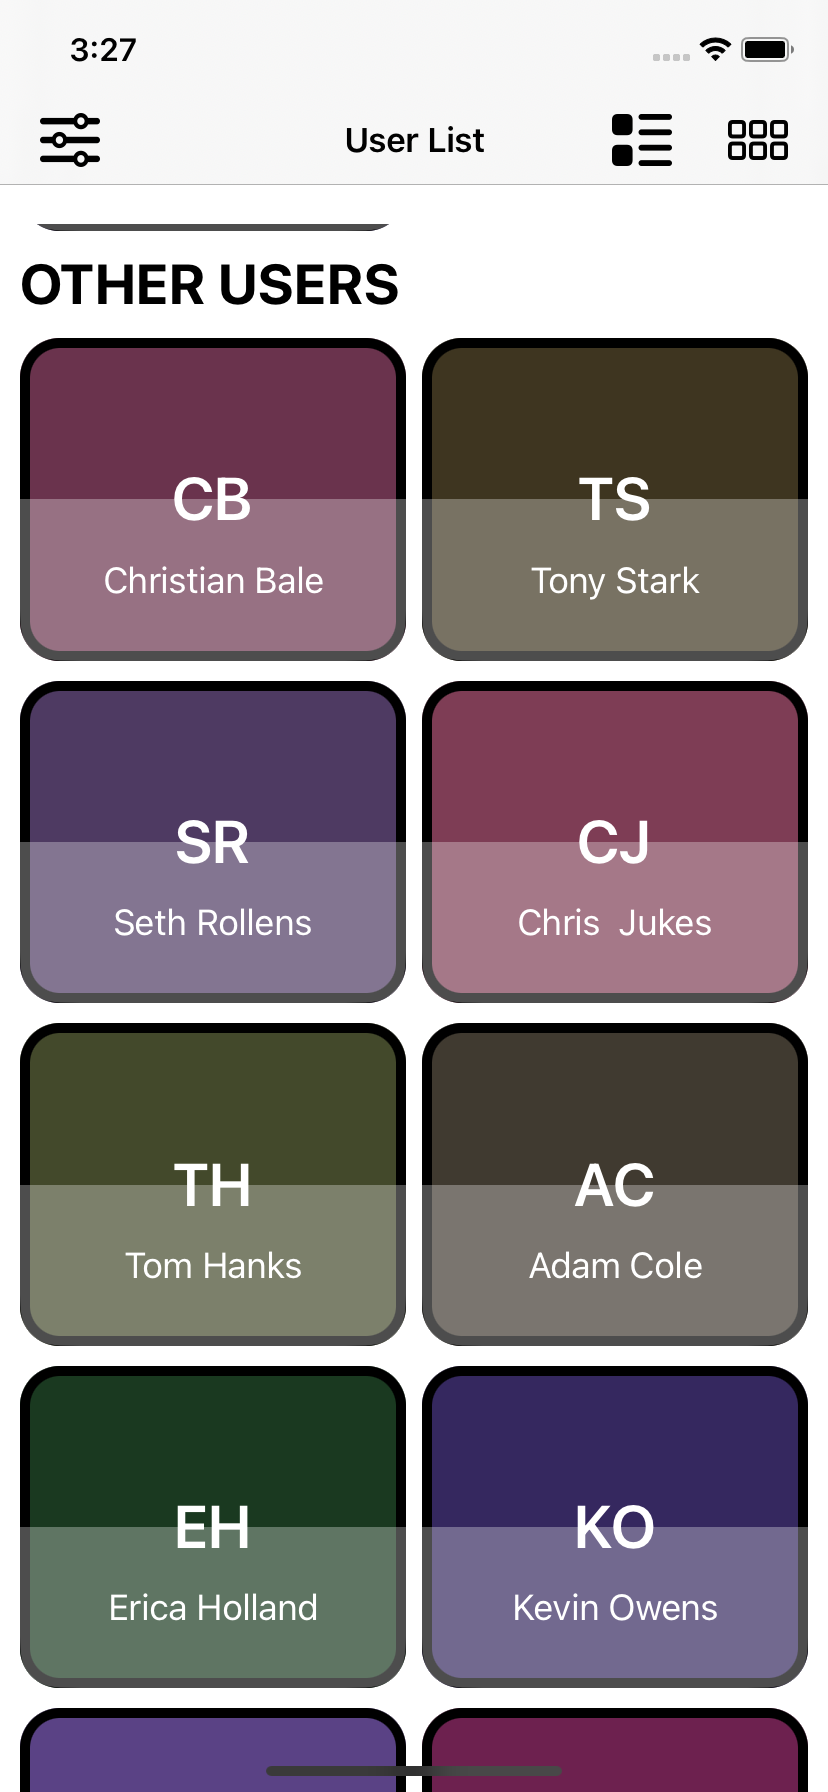 3:27
User List
OTHER USERS
CB
TS
Christian Bale
Tony Stark
SR
CJ
Seth Rollens
Chris  Jukes
TH
AC
Tom Hanks
Adam Cole
EH
KO
Erica Holland
Kevin Owens